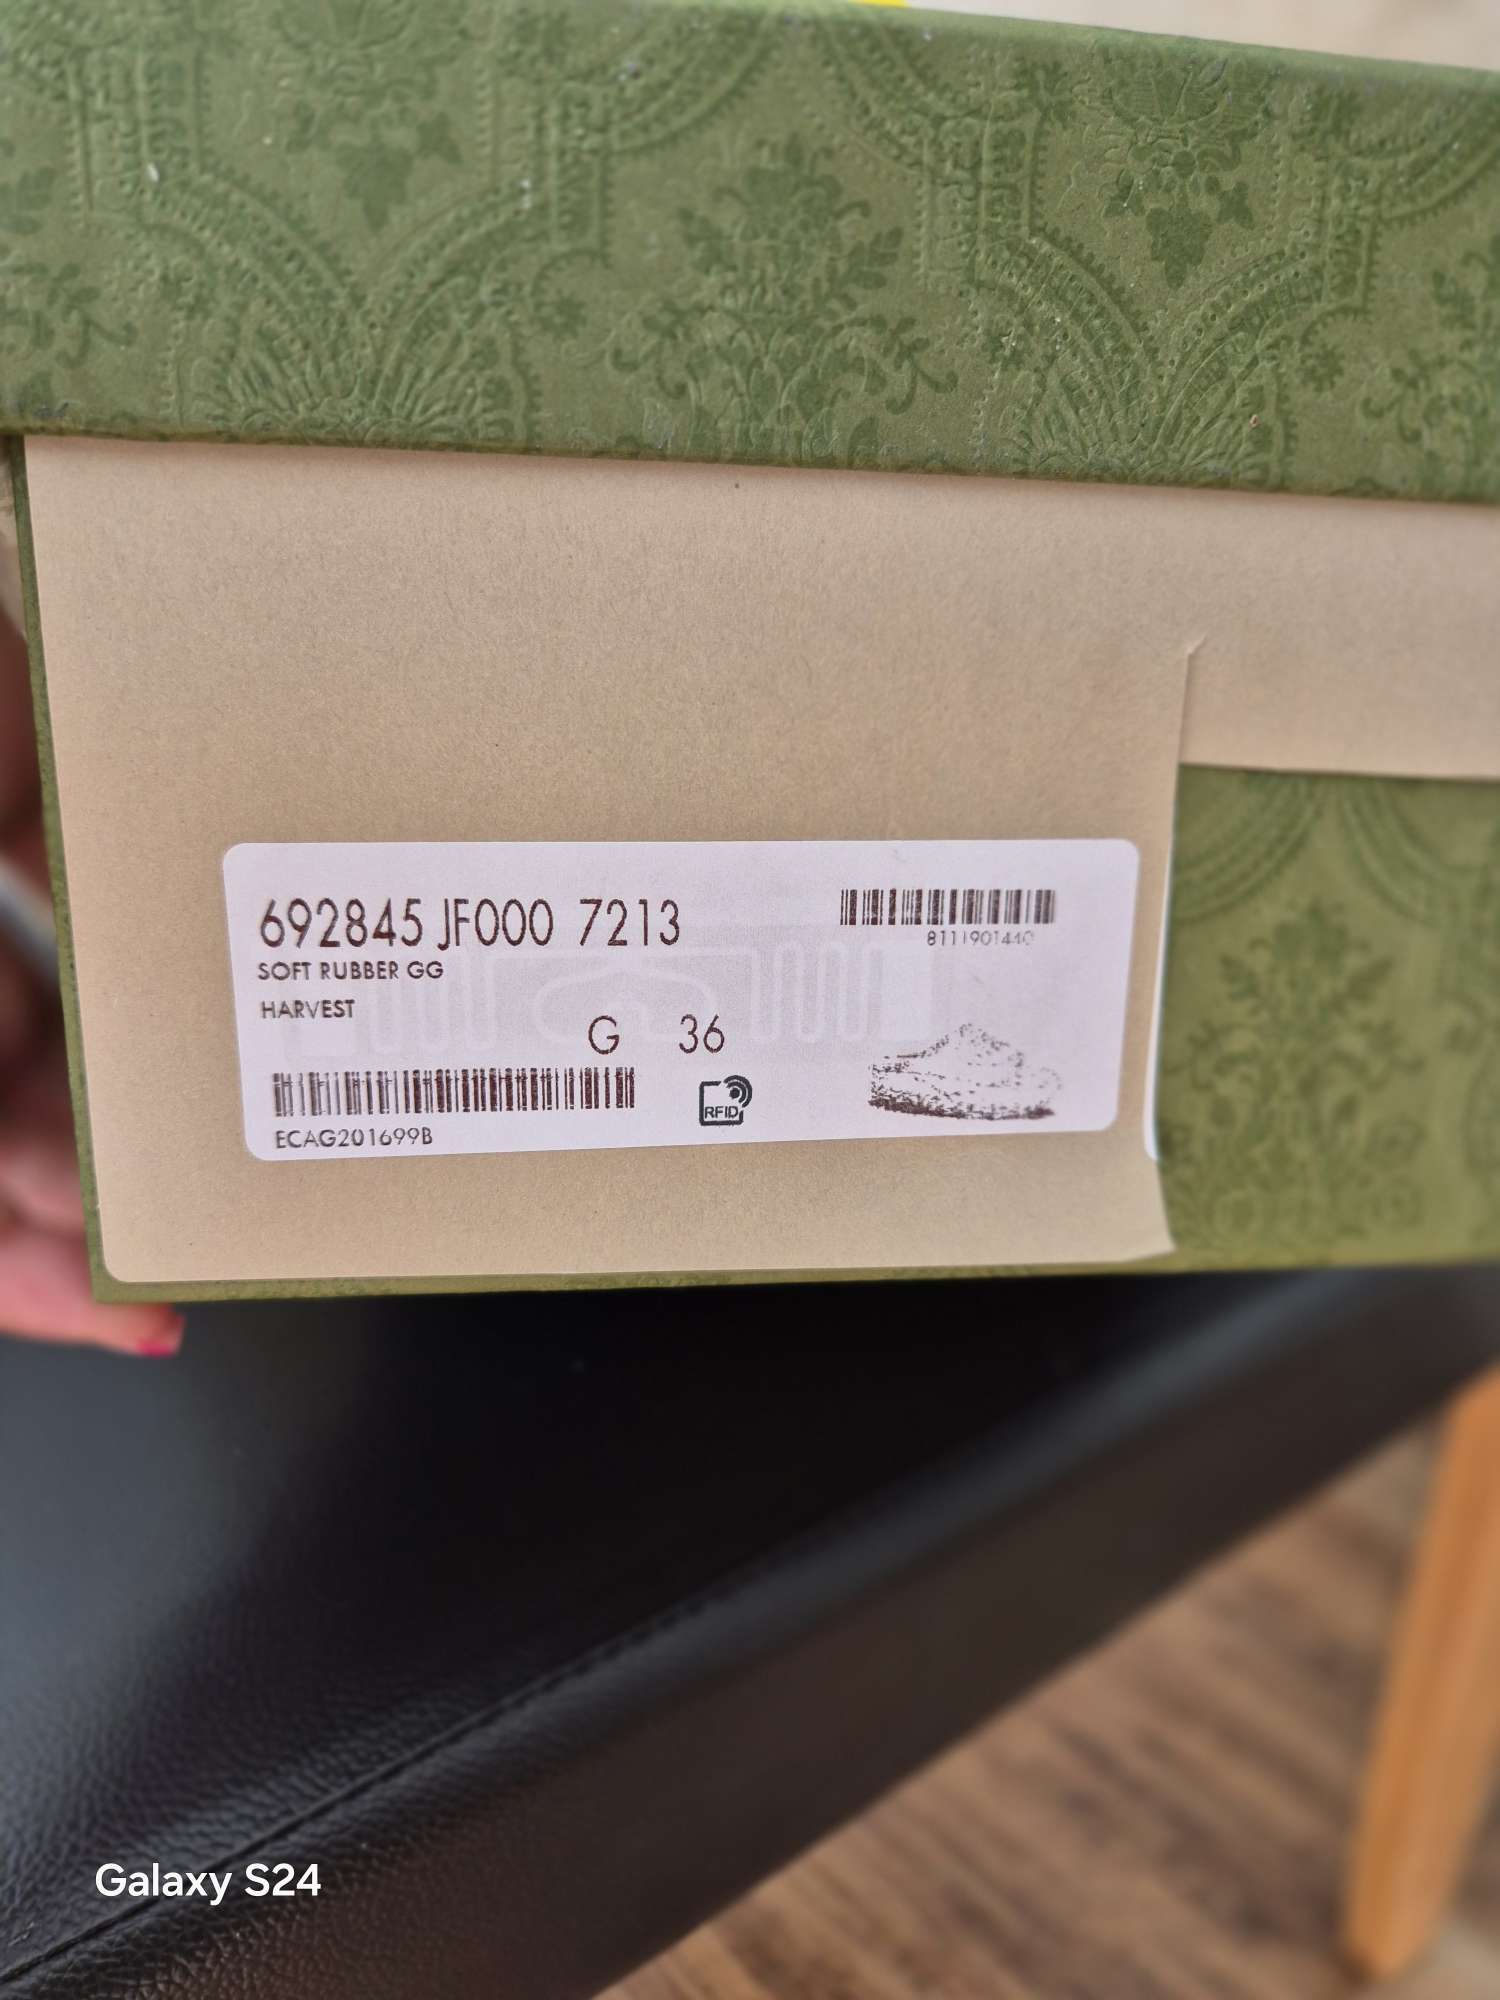 692845 JF000 7213
SOFT RUBBER GG
HARVEST
G 36
ECAG201699B
RFID
8111901440
Galaxy S24